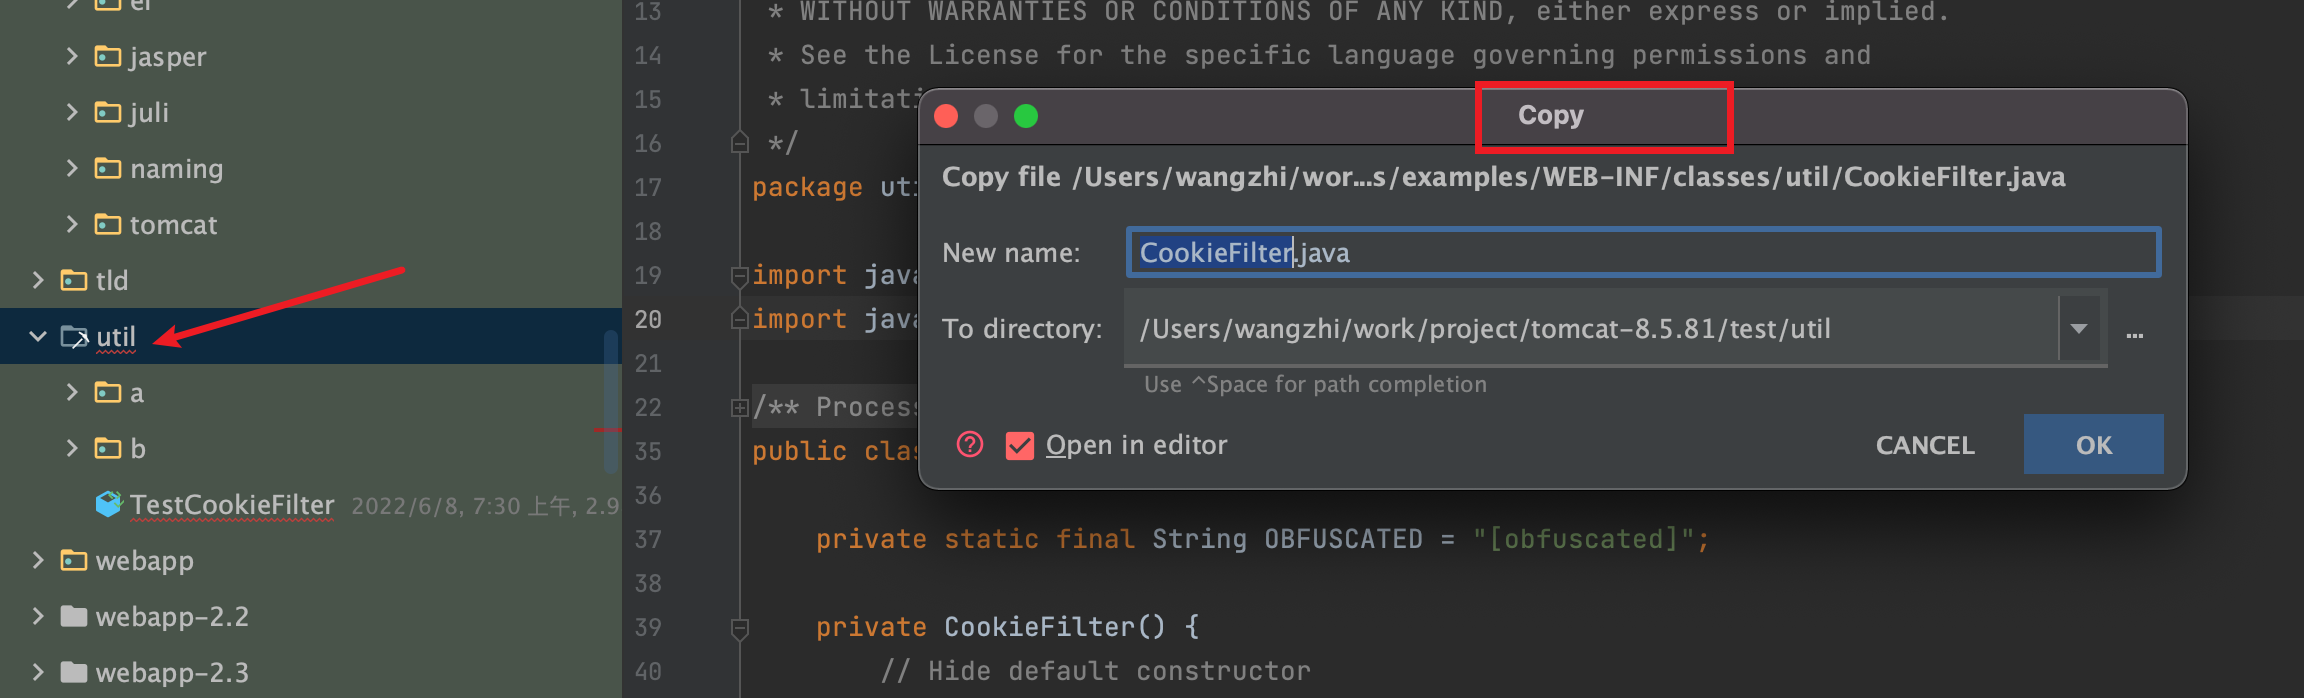 el
jasper
juli
naming
tomcat
tld
util
a
b
TestCookieFilter 2022/6/8, 7:30 上午, 2.9
webapp
webapp-2.2
webapp-2.3
13 * WITHOUT WARRANTIES OR CONDITIONS OF ANY KIND, either express or implied.
14 * See the License for the specific language governing permissions and
15 * limitati
16 */
17 package uti
18
19 import java
20 import java
21
22 /** Process
35 public clas
36
37 private static final String OBFUSCATED = "[obfuscated]";
38
39 private CookieFilter() {
40 // Hide default constructor
Copy
Copy file /Users/wangzhi/wor...s/examples/WEB-INF/classes/util/CookieFilter.java
New name: CookieFilter.java
To directory: /Users/wangzhi/work/project/tomcat-8.5.81/test/util ...
Use ^Space for path completion
? Open in editor CANCEL OK